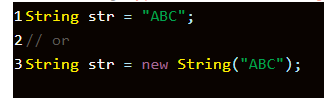 1String str = "ABC";
2// or
3String str = new String("ABC");